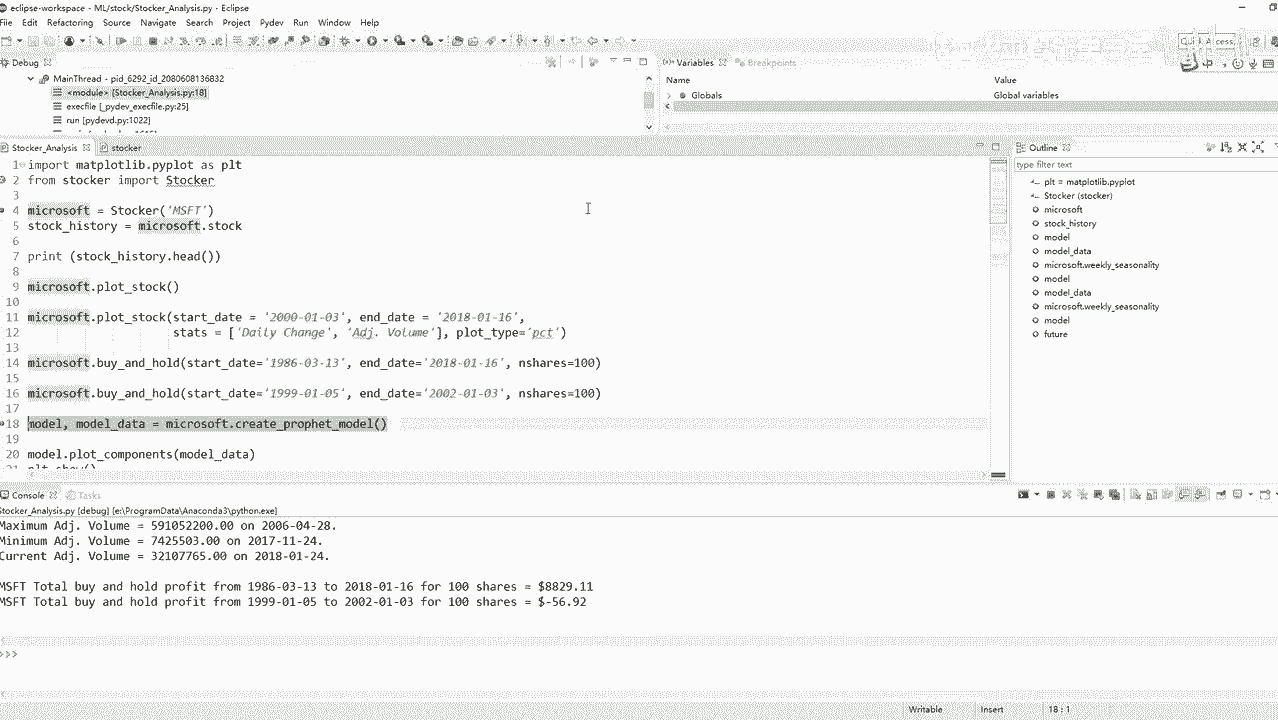 eclipse-workspace - ML/stock/Stocker_Analysis.py - Eclipse
File Edit Refactoring Source Navigate Search Project Pydev Run Window Help
Debug
Variables Breakpoints
MainThread - pid_6292_id_2080608136832
<module> [Stocker_Analysis.py:18]
execfile [_pydev_execfile.py:25]
run [pydevd.py:1022]
Name Value
Globals Global variables
Stocker_Analysis stocker
1 import matplotlib.pyplot as plt
2 from stocker import Stocker
3
4 microsoft = Stocker('MSFT')
5 stock_history = microsoft.stock
6
7 print (stock_history.head())
8
9 microsoft.plot_stock()
10
11 microsoft.plot_stock(start_date = '2000-01-03', end_date = '2018-01-16',
12 stats = ['Daily Change', 'Adj. Volume'], plot_type='pct')
13
14 microsoft.buy_and_hold(start_date='1986-03-13', end_date='2018-01-16', nshares=100)
15
16 microsoft.buy_and_hold(start_date='1999-01-05', end_date='2002-01-03', nshares=100)
17
18 model, model_data = microsoft.create_prophet_model()
19
20 model.plot_components(model_data)
21 plt.show()
Outline
type filter text
plt = matplotlib.pyplot
Stocker (stocker)
microsoft
stock_history
model
model_data
microsoft.weekly_seasonality
model
model_data
microsoft.weekly_seasonality
model
future
Console Tasks
Stocker_Analysis.py [debug] [e:\ProgramData\Anaconda3\python.exe]
Maximum Adj. Volume = 591052200.00 on 2006-04-28.
Minimum Adj. Volume = 7425503.00 on 2017-11-24.
Current Adj. Volume = 32107765.00 on 2018-01-24.
MSFT Total buy and hold profit from 1986-03-13 to 2018-01-16 for 100 shares = $8829.11
MSFT Total buy and hold profit from 1999-01-05 to 2002-01-03 for 100 shares = $-56.92
>>>
Writable Insert 18 : 1